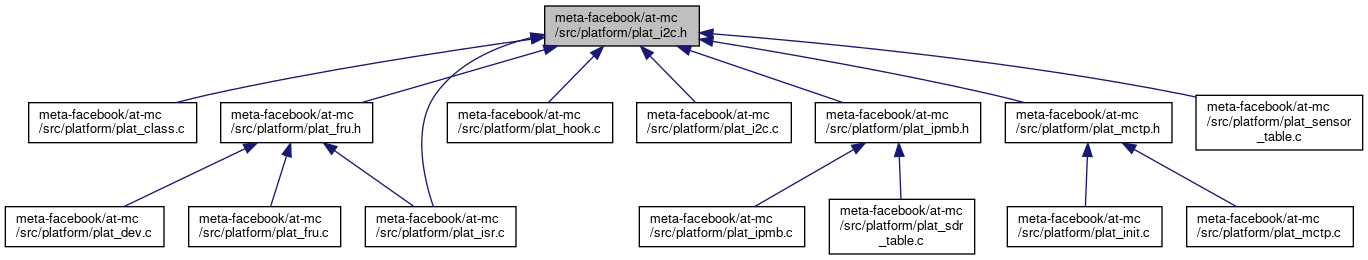 meta-facebook/at-mc
/src/platform/plat_i2c.h
meta-facebook/at-mc
/src/platform/plat_class.c
meta-facebook/at-mc
/src/platform/plat_fru.h
meta-facebook/at-mc
/src/platform/plat_hook.c
meta-facebook/at-mc
/src/platform/plat_i2c.c
meta-facebook/at-mc
/src/platform/plat_ipmb.h
meta-facebook/at-mc
/src/platform/plat_mctp.h
meta-facebook/at-mc
/src/platform/plat_sensor
_table.c
meta-facebook/at-mc
/src/platform/plat_dev.c
meta-facebook/at-mc
/src/platform/plat_fru.c
meta-facebook/at-mc
/src/platform/plat_isr.c
meta-facebook/at-mc
/src/platform/plat_ipmb.c
meta-facebook/at-mc
/src/platform/plat_sdr
_table.c
meta-facebook/at-mc
/src/platform/plat_init.c
meta-facebook/at-mc
/src/platform/plat_mctp.c